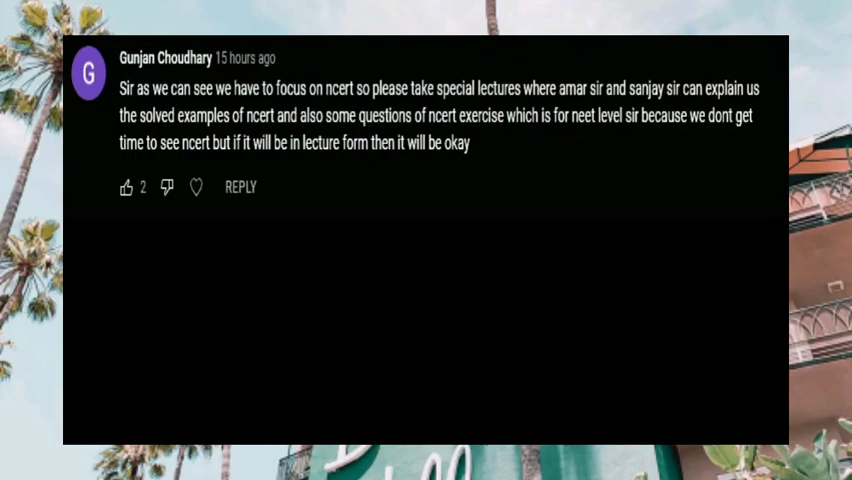 G
Gunjan Choudhary 15 hours ago
Sir as we can see we have to focus on ncert so please take special lectures where amar sir and sanjay sir can explain us
the solved examples of ncert and also some questions of ncert exercise which is for neet level sir because we dont get
time to see ncert but if it will be in lecture form then it will be okay
2 REPLY